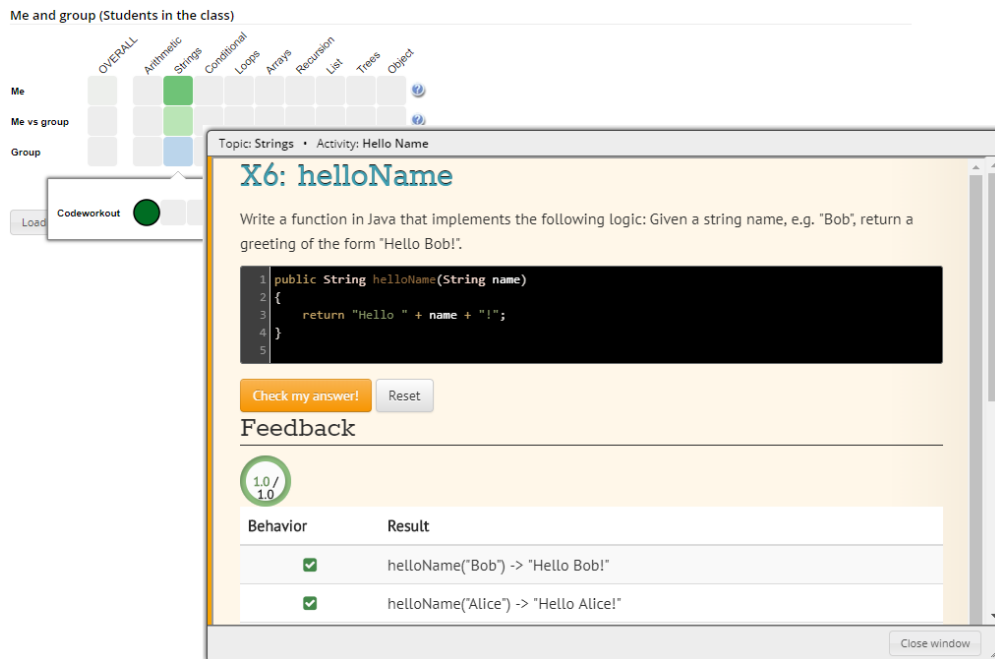 Me and group (Students in the class)
OVERALL Arithmetic Strings Conditional Loops Arrays Recursion List Trees Object
Me
Me vs group
Group
Codeworkout
Load
Topic: Strings • Activity: Hello Name
X6: helloName
Write a function in Java that implements the following logic: Given a string name, e.g. "Bob", return a
greeting of the form "Hello Bob!".
1 public String helloName(String name)
2 {
3 return "Hello " + name + "!";
4 }
5
Check my answer! Reset
Feedback
1.0 /
1.0
Behavior Result
helloName("Bob") -> "Hello Bob!"
helloName("Alice") -> "Hello Alice!"
Close window